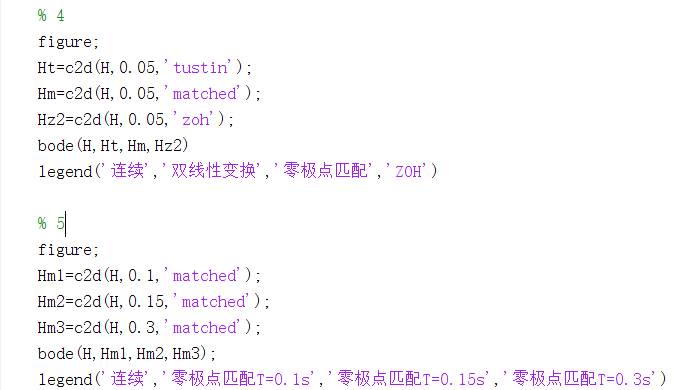 % 4
figure;
Ht=c2d(H,0.05,'tustin');
Hm=c2d(H,0.05,'matched');
Hz2=c2d(H,0.05,'zoh');
bode(H,Ht,Hm,Hz2)
legend('连续','双线性变换','零极点匹配','ZOH')
% 5
figure;
Hm1=c2d(H,0.1,'matched');
Hm2=c2d(H,0.15,'matched');
Hm3=c2d(H,0.3,'matched');
bode(H,Hm1,Hm2,Hm3);
legend('连续','零极点匹配T=0.1s','零极点匹配T=0.15s','零极点匹配T=0.3s')